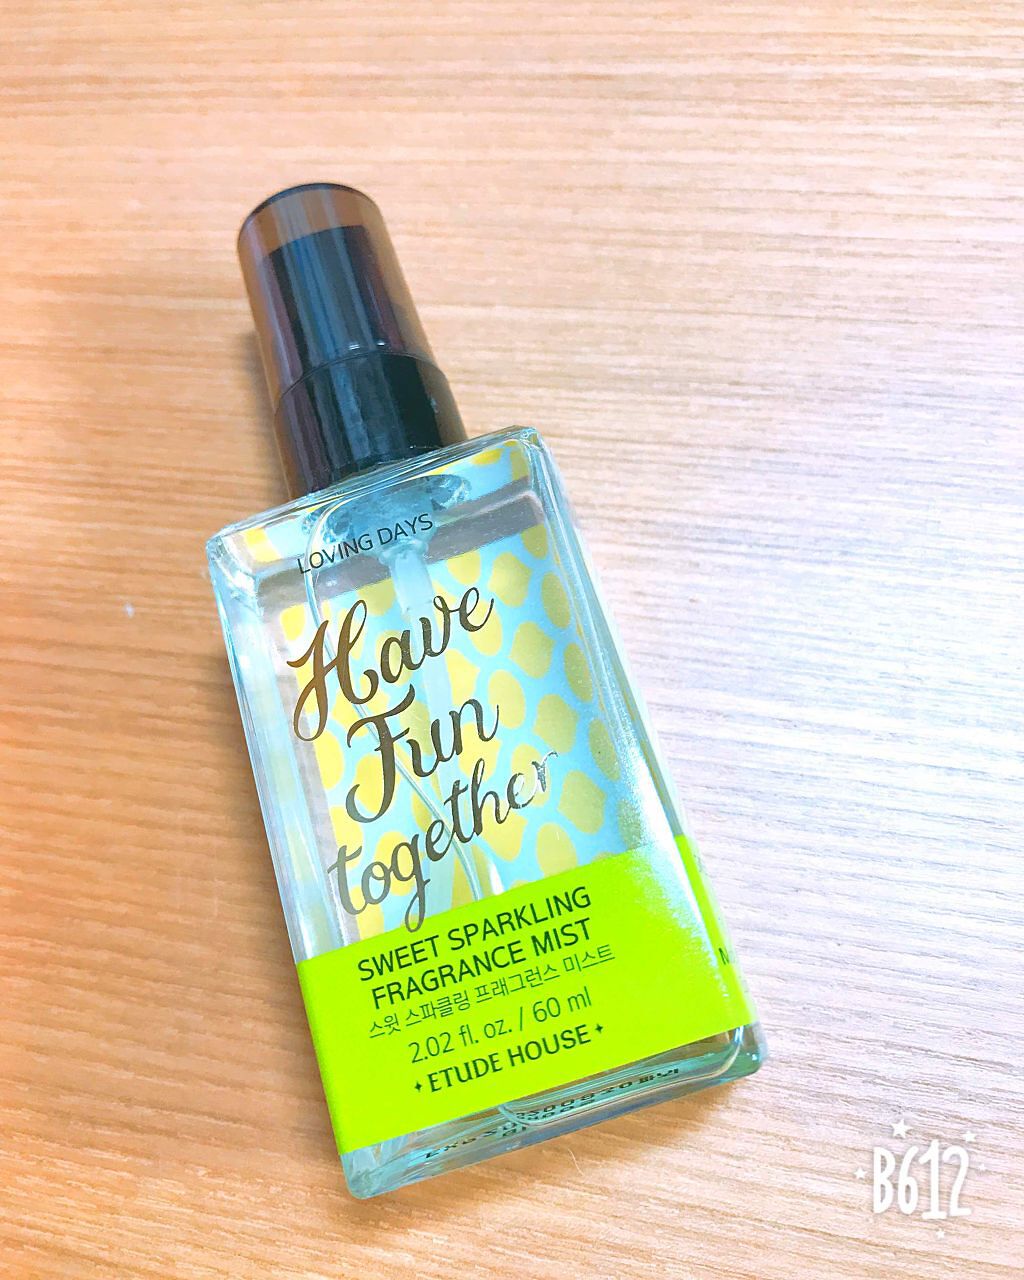 LOVING DAYS
Have
Fun
together
SWEET SPARKLING
FRAGRANCE MIST
스윗 스파클링 프래그런스 미스트
2.02 fl. oz. / 60 ml
ETUDE HOUSE
B612